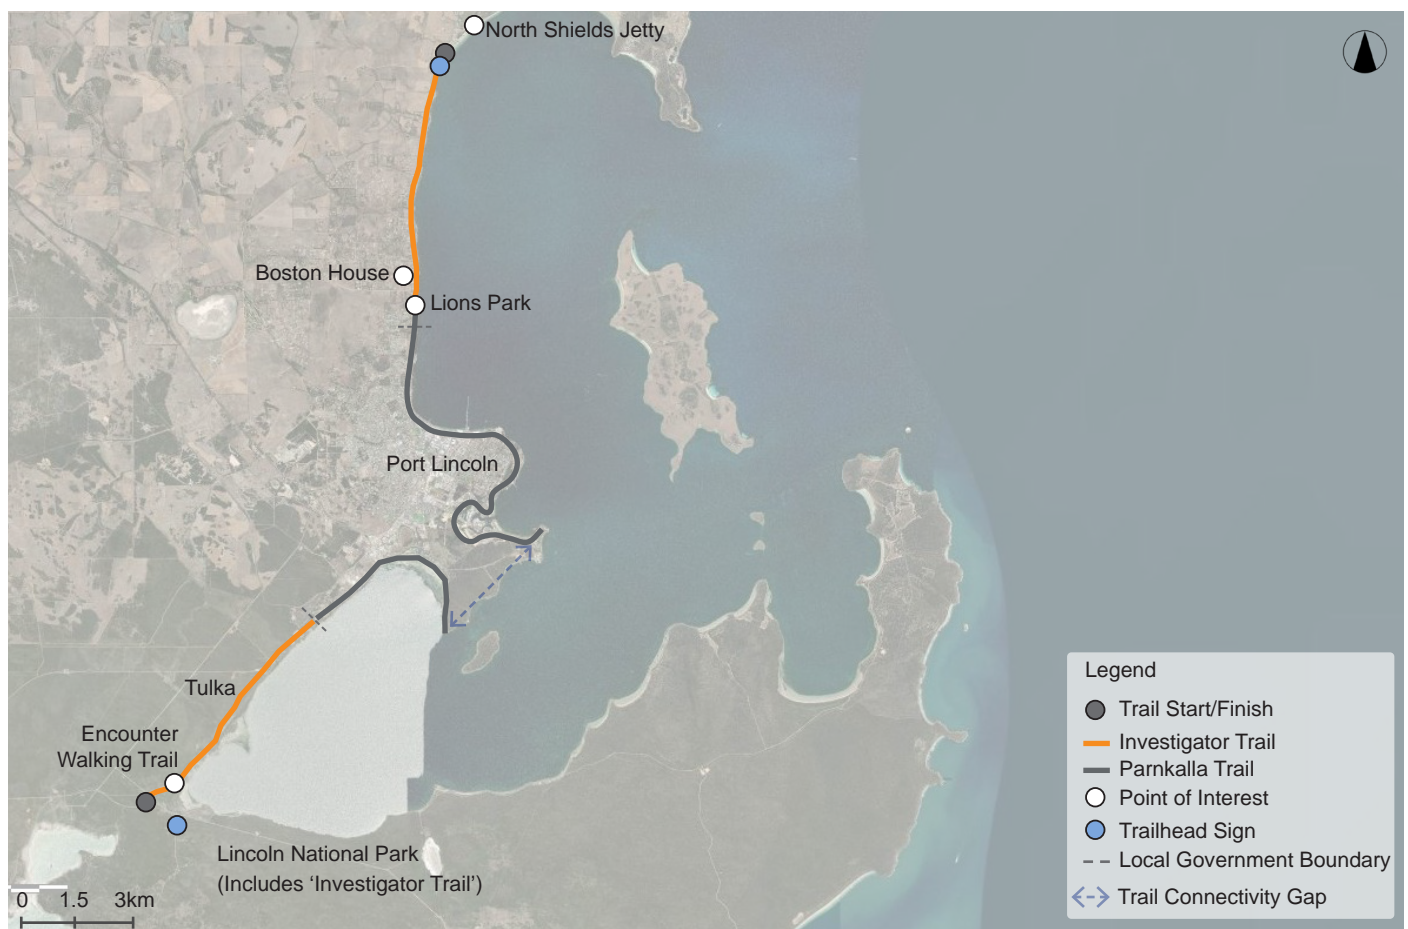 North Shields Jetty
Boston House
Lions Park
Port Lincoln
Tulka
Encounter
Walking Trail
Lincoln National Park
(Includes ‘Investigator Trail’)
0 1.5 3km
Legend
Trail Start/Finish
Investigator Trail
Parnkalla Trail
Point of Interest
Trailhead Sign
Local Government Boundary
Trail Connectivity Gap